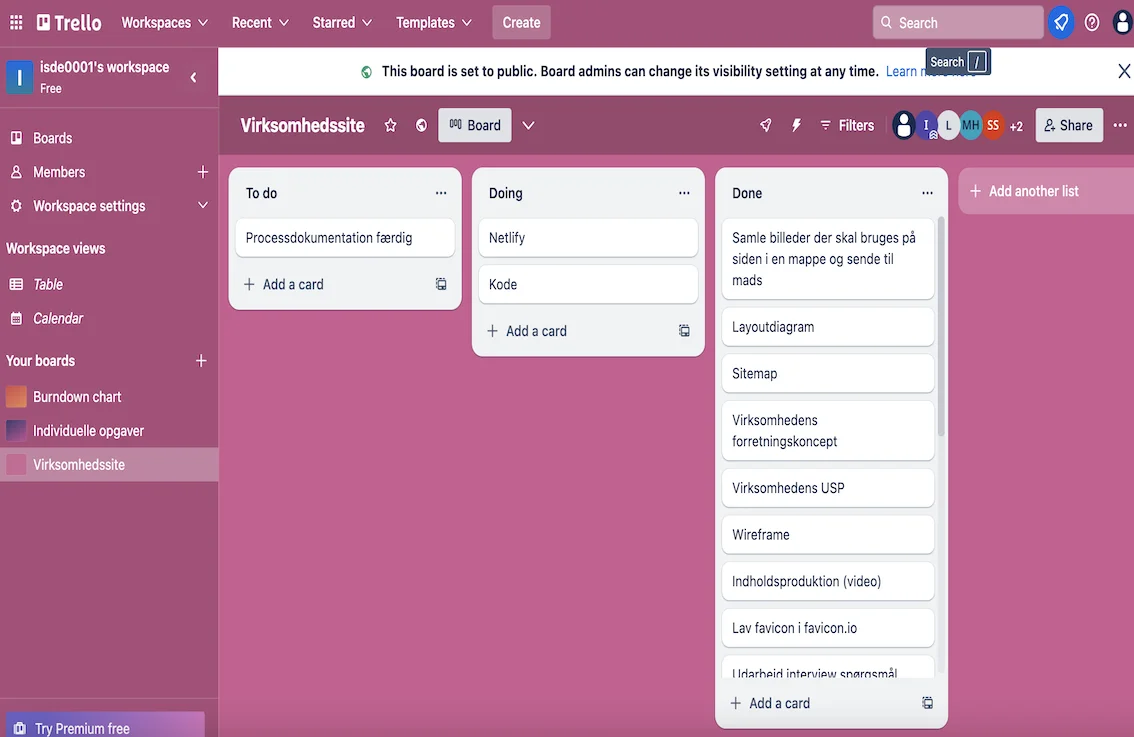 Trello Workspaces Recent Starred Templates Create Search
I isde0001's workspace
Free
This board is set to public. Board admins can change its visibility setting at any time. Learn
Search /
Virksomhedssite Board Filters I L MH SS +2 Share
Boards
Members
Workspace settings
Workspace views
Table
Calendar
Your boards
Burndown chart
Individuelle opgaver
Virksomhedssite
Try Premium free
To do
Processdokumentation færdig
Add a card
Doing
Netlify
Kode
Add a card
Done
Samle billeder der skal bruges på
siden i en mappe og sende til
mads
Layoutdiagram
Sitemap
Virksomhedens
forretningskoncept
Virksomhedens USP
Wireframe
Indholdsproduktion (video)
Lav favicon i favicon.io
Udarbejd interview spørgsmål
Add a card
Add another list